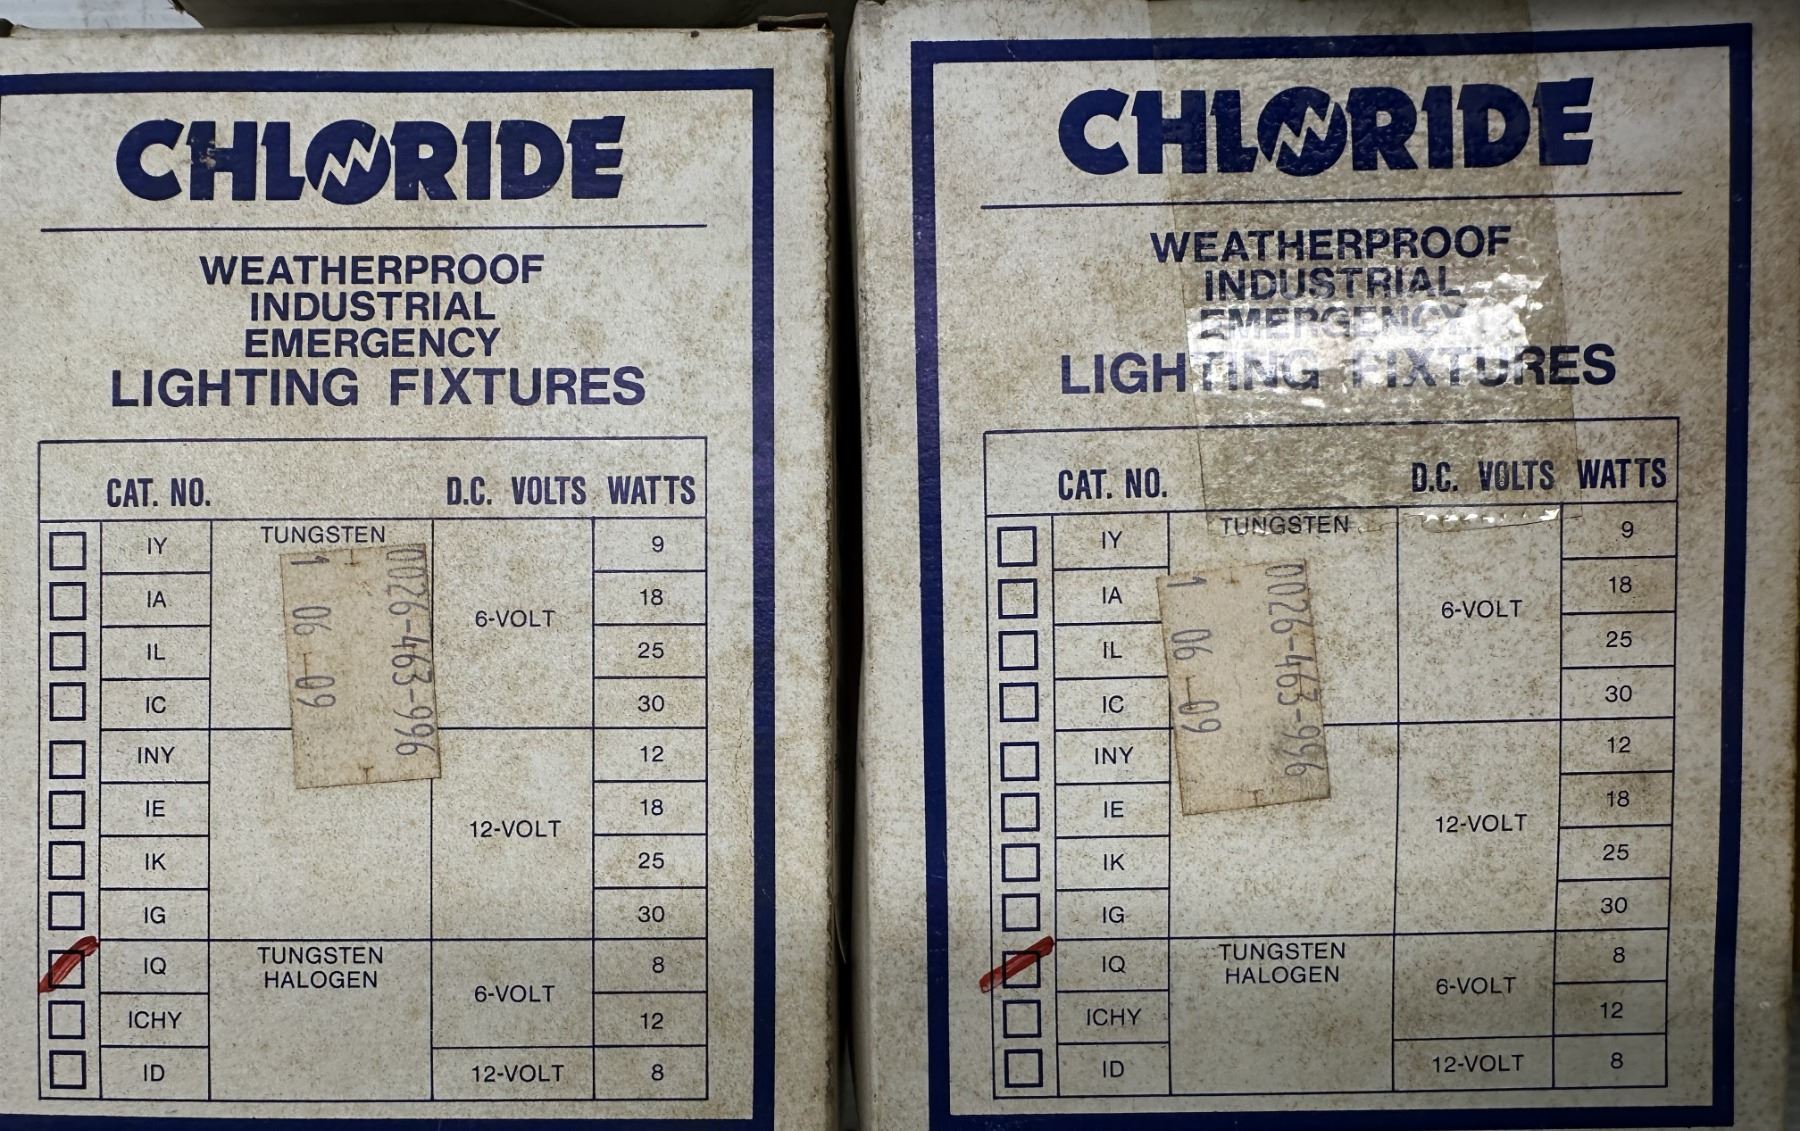 CHLORIDE
WEATHERPROOF
INDUSTRIAL
EMERGENCY
LIGHTING FIXTURES
CAT. NO. D.C. VOLTS WATTS
IY TUNGSTEN 9
IA 6-VOLT 18
IL 25
IC 30
INY 12
IE 12-VOLT 18
IK 25
IG 30
IQ TUNGSTEN HALOGEN 8
ICHY 6-VOLT 12
ID 12-VOLT 8
0026-463-996
1 06-09
CHLORIDE
WEATHERPROOF
INDUSTRIAL
EMERGENCY
LIGHTING FIXTURES
CAT. NO. D.C. VOLTS WATTS
IY TUNGSTEN 9
IA 6-VOLT 18
IL 25
IC 30
INY 12
IE 12-VOLT 18
IK 25
IG 30
IQ TUNGSTEN HALOGEN 8
ICHY 6-VOLT 12
ID 12-VOLT 8
0026-463-996
1 06-09